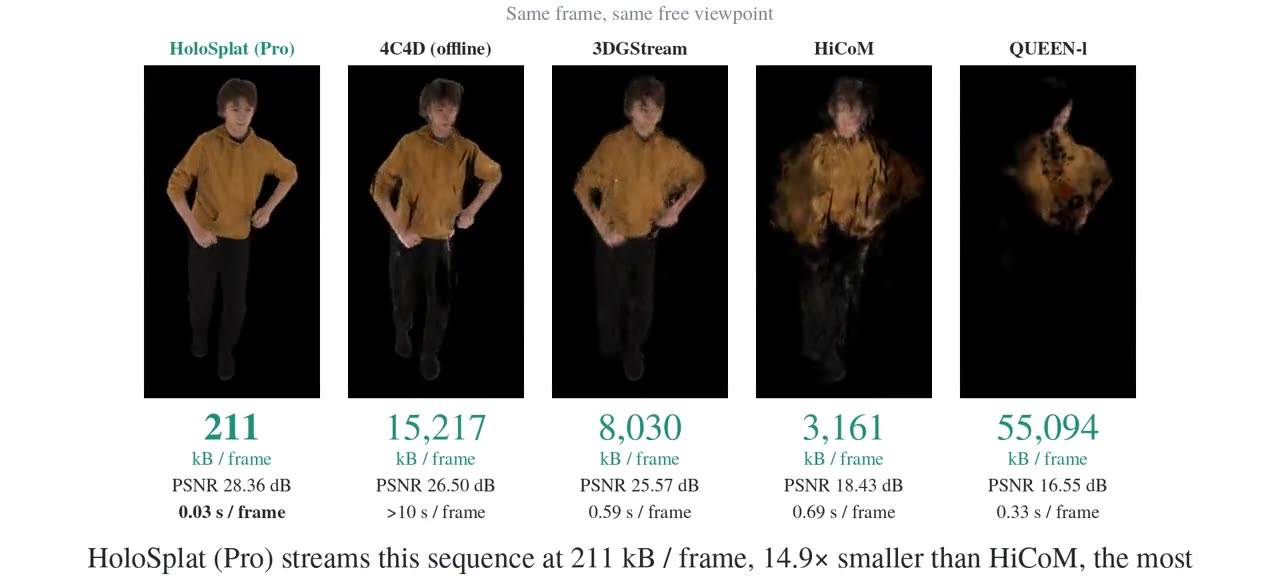 Same frame, same free viewpoint
HoloSplat (Pro) 4C4D (offline) 3DGStream HiCoM QUEEN-l
211 15,217 8,030 3,161 55,094
kB / frame kB / frame kB / frame kB / frame kB / frame
PSNR 28.36 dB PSNR 26.50 dB PSNR 25.57 dB PSNR 18.43 dB PSNR 16.55 dB
0.03 s / frame >10 s / frame 0.59 s / frame 0.69 s / frame 0.33 s / frame
HoloSplat (Pro) streams this sequence at 211 kB / frame, 14.9× smaller than HiCoM, the most